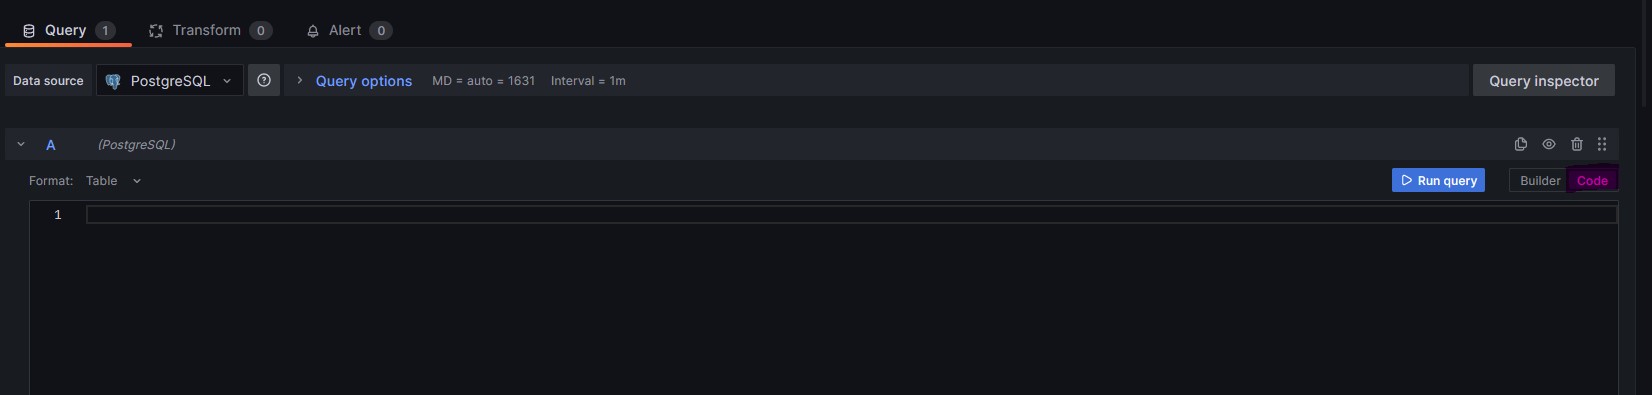 Query 1 Transform 0 Alert 0
Data source PostgreSQL Query options MD = auto = 1631 Interval = 1m Query inspector
A (PostgreSQL)
Format: Table Run query Builder Code
1